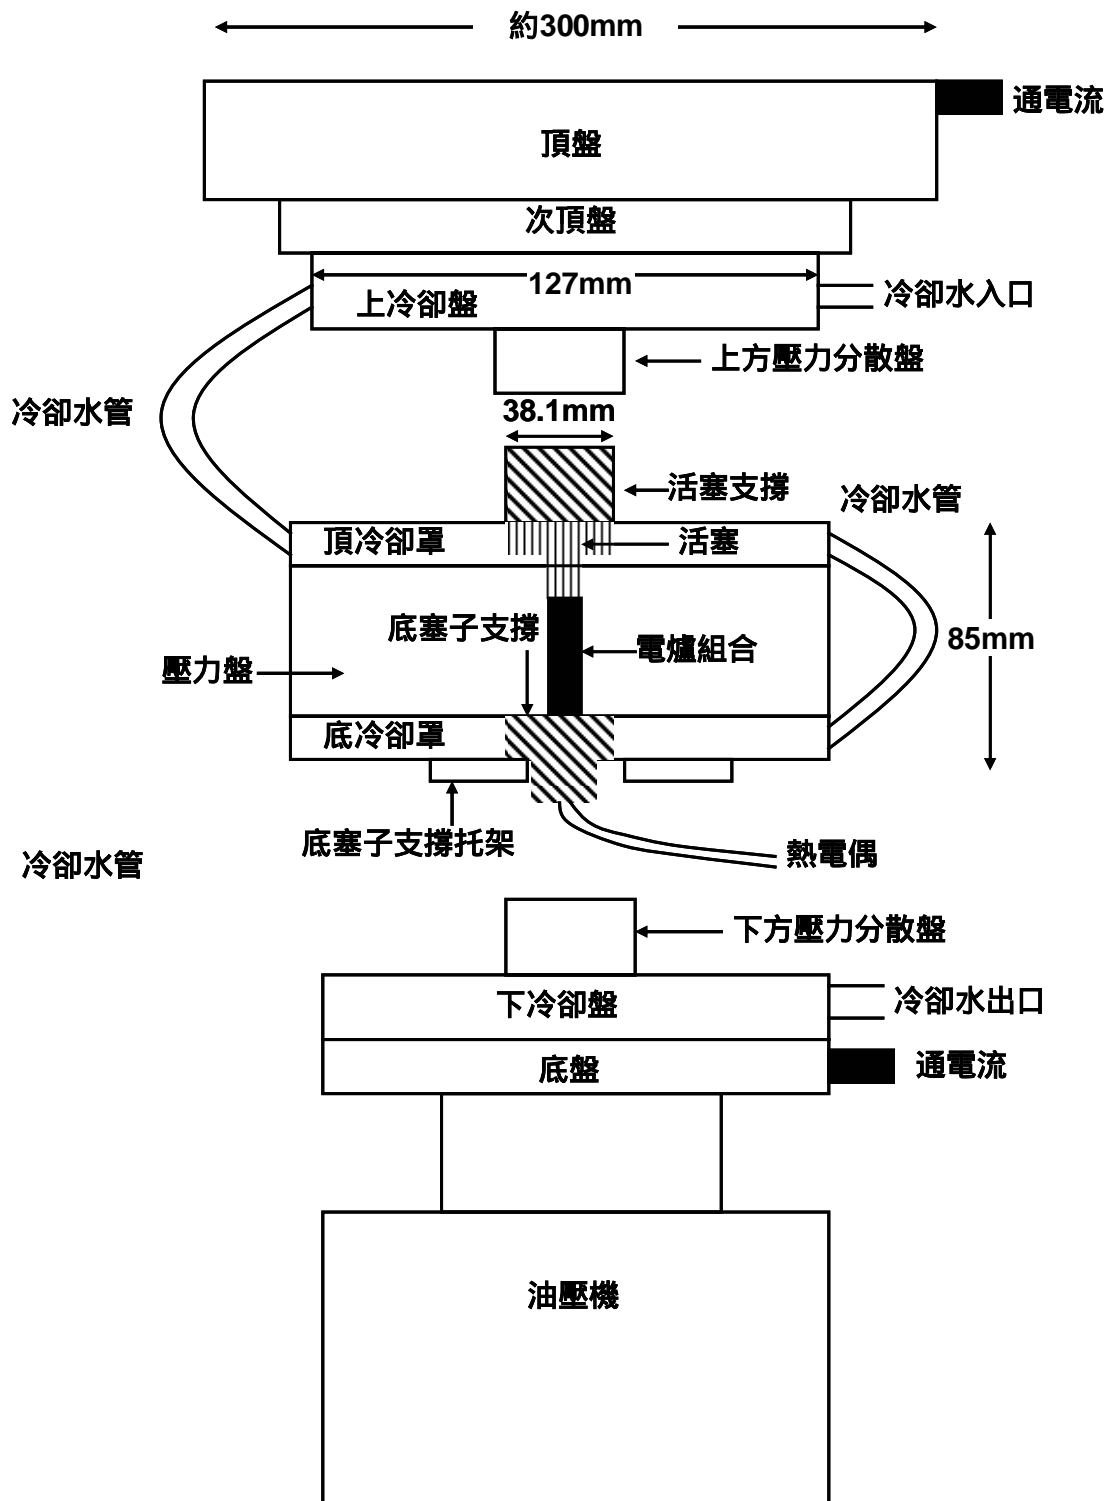 約300mm
通電流
頂盤
次頂盤
127mm
上冷卻盤
冷卻水入口
上方壓力分散盤
冷卻水管
38.1mm
活塞支撐
冷卻水管
頂冷卻罩
活塞
底塞子支撐
電爐組合
85mm
壓力盤
底冷卻罩
底塞子支撐托架
熱電偶
冷卻水管
下方壓力分散盤
下冷卻盤
冷卻水出口
底盤
通電流
油壓機